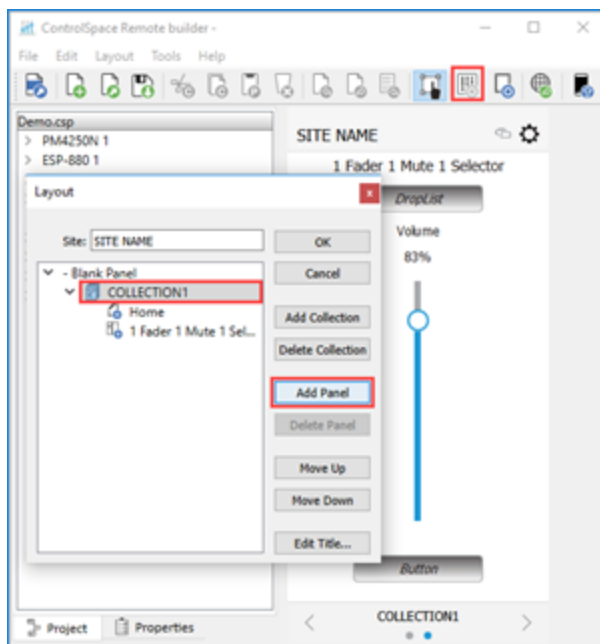 ControlSpace Remote builder -
File Edit Layout Tools Help
Demo.csp
PM4250N 1
ESP-880 1
SITE NAME
1 Fader 1 Mute 1 Selector
DropList
Volume
83%
Button
COLLECTION1
Layout
Site: SITE NAME
- Blank Panel
COLLECTION1
Home
1 Fader 1 Mute 1 Sel...
OK
Cancel
Add Collection
Delete Collection
Add Panel
Delete Panel
Move Up
Move Down
Edit Title...
Project
Properties